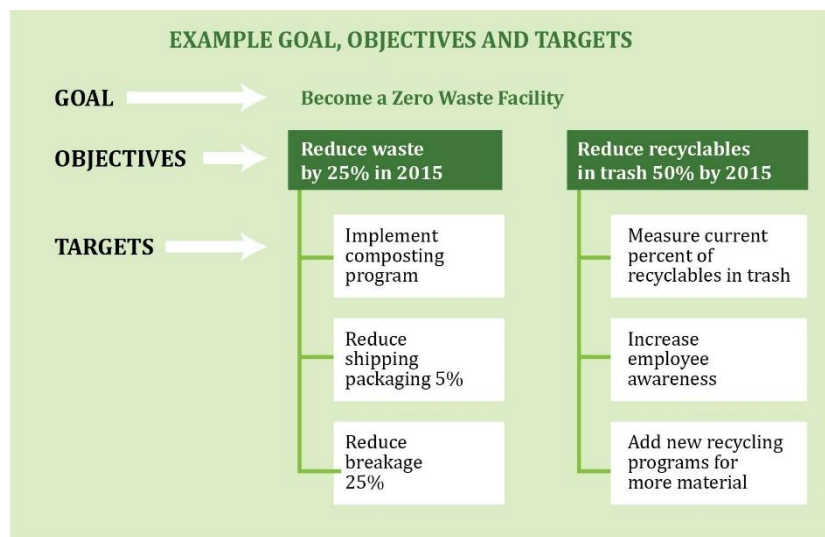 EXAMPLE GOAL, OBJECTIVES AND TARGETS
GOAL
Become a Zero Waste Facility
OBJECTIVES
Reduce waste
by 25% in 2015
Reduce recyclables
in trash 50% by 2015
TARGETS
Implement
composting
program
Reduce
shipping
packaging 5%
Reduce
breakage
25%
Measure current
percent of
recyclables in trash
Increase
employee
awareness
Add new recycling
programs for
more material